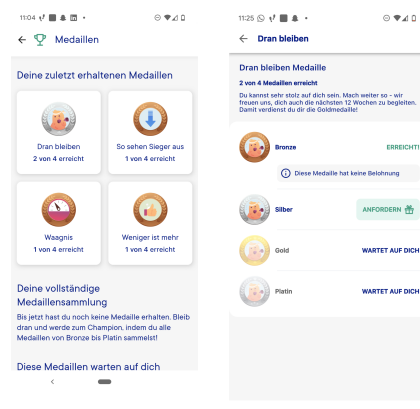 11:04
Medaillen
Deine zuletzt erhaltenen Medaillen
Dran bleiben
2 von 4 erreicht
So sehen Sieger aus
1 von 4 erreicht
Waagnis
1 von 4 erreicht
Weniger ist mehr
1 von 4 erreicht
Deine vollständige
Medaillensammlung
Bis jetzt hast du noch keine Medaille erhalten. Bleib
dran und werde zum Champion, indem du alle
Medaillen von Bronze bis Platin sammelst!
Diese Medaillen warten auf dich
11:25
Dran bleiben
Dran bleiben Medaille
2 von 4 Medaillen erreicht
Du kannst sehr stolz auf dich sein. Mach weiter so - wir
freuen uns, dich auch die nächsten 12 Wochen zu begleiten.
Damit verdienst du dir die Goldmedaille!
Bronze
ERREICHT!
Diese Medaille hat keine Belohnung
Silber
ANFORDERN
Gold
WARTET AUF DICH
Platin
WARTET AUF DICH